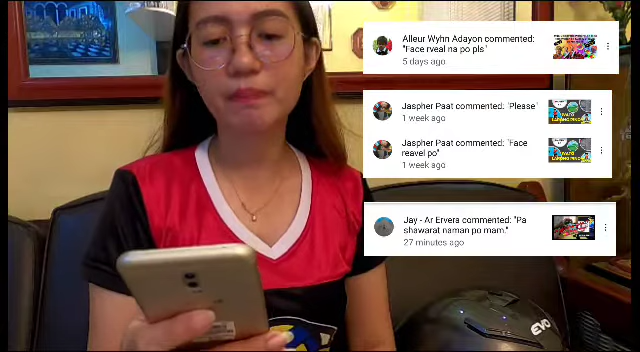 Alleur Wyhn Adayon commented:
"Face rveal na po pls"
5 days ago
Jaspher Paat commented: "Please"
1 week ago
Jaspher Paat commented: "Face
reavel po"
1 week ago
Jay - Ar Ervera commented: "Pa
shawarat naman po mam,"
27 minutes ago
EVO